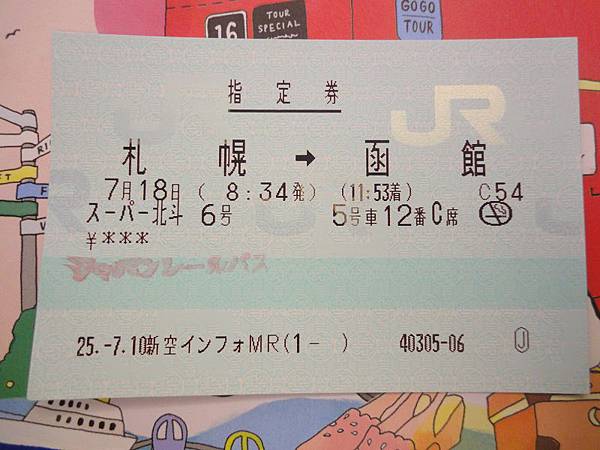 16
TOUR
SPECIAL
GOGO
TOUR
指定券
JR
札幌 → 函館
7月18日 ( 8:34発) (11:53着) C54
スーパー北斗 6号 5号車12番C席
¥***
ジャパンレールパス
25.-7.10新空インフォMR(1- ) 40305-06 Ⓙ